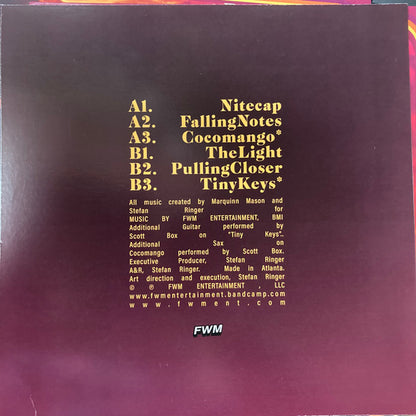 A1. Nitecap
A2. FallingNotes
A3. Cocomango*
B1. TheLight
B2. PullingCloser
B3. TinyKeys*
All music created by Marquinn Mason and
Stefan Ringer for
MUSIC BY FWM ENTERTAINMENT, BMI
Additional Guitar performed by
Scott Box on "Tiny Keys".
Additional Sax on
Cocomango performed by Scott Box.
Executive Producer, Stefan Ringer
A&R, Stefan Ringer. Made in Atlanta.
Art direction and execution, Stefan Ringer
© ℗ FWM ENTERTAINMENT , LLC
www.fwmentertainment.bandcamp.com
www.fwment.com
FWM